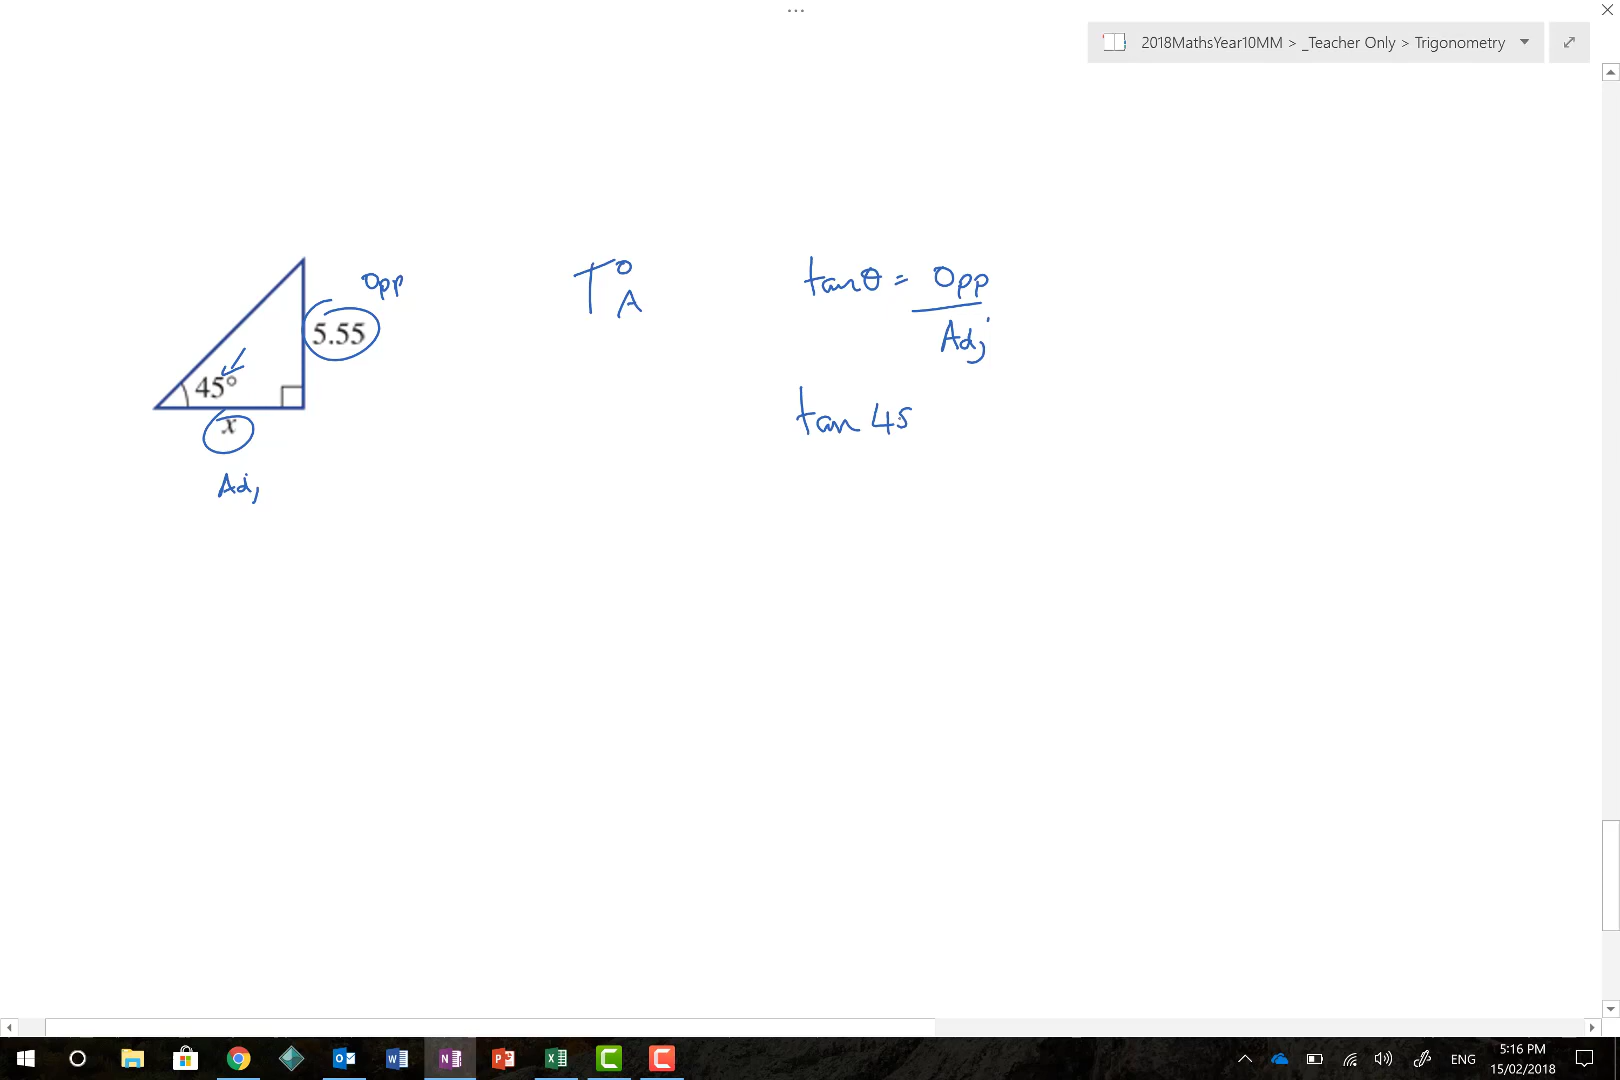 2018MathsYear10MM > _Teacher Only > Trigonometry
Opp
5.55
45°
x
Adj
T O
A
tanθ = Opp
Adj
tan 45
ENG
5:16 PM
15/02/2018